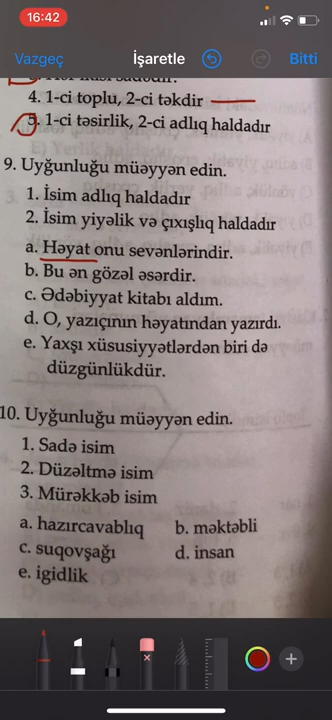 16:42
Vazgeç İşaretle Bitti
4. 1-ci toplu, 2-ci təkdir
5. 1-ci təsirlik, 2-ci adlıq haldadır
9. Uyğunluğu müəyyən edin.
1. İsim adlıq haldadır
2. İsim yiyəlik və çıxışlıq haldadır
a. Həyat onu sevənlərindir.
b. Bu ən gözəl əsərdir.
c. Ədəbiyyat kitabı aldım.
d. O, yazıçının həyatından yazırdı.
e. Yaxşı xüsusiyyətlərdən biri də
düzgünlükdür.
10. Uyğunluğu müəyyən edin.
1. Sadə isim
2. Düzəltmə isim
3. Mürəkkəb isim
a. hazırcavablıq b. məktəbli
c. suqovşağı d. insan
e. igidlik